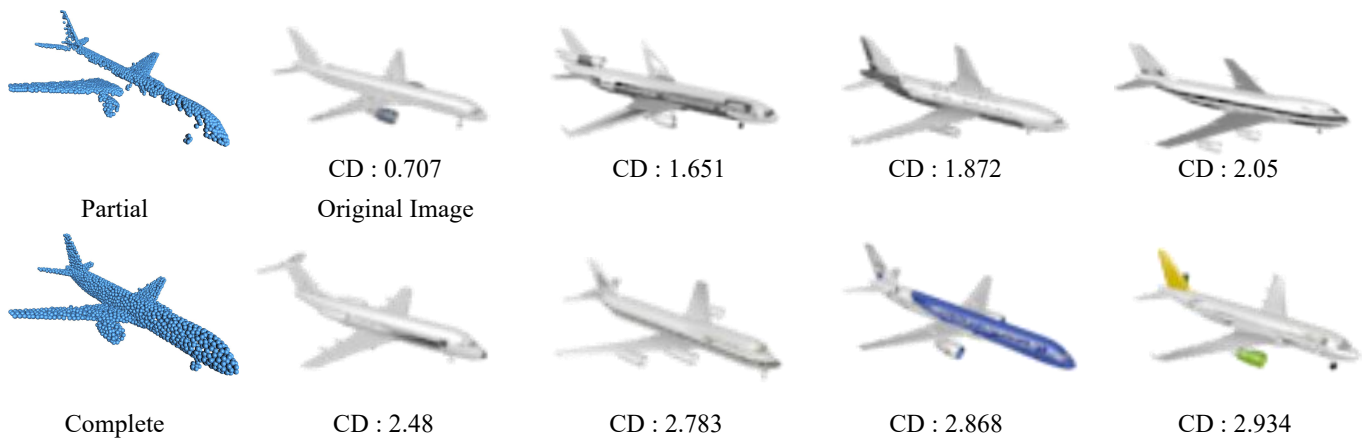 CD : 0.707
CD : 1.651
CD : 1.872
CD : 2.05
Partial
Original Image
Complete
CD : 2.48
CD : 2.783
CD : 2.868
CD : 2.934